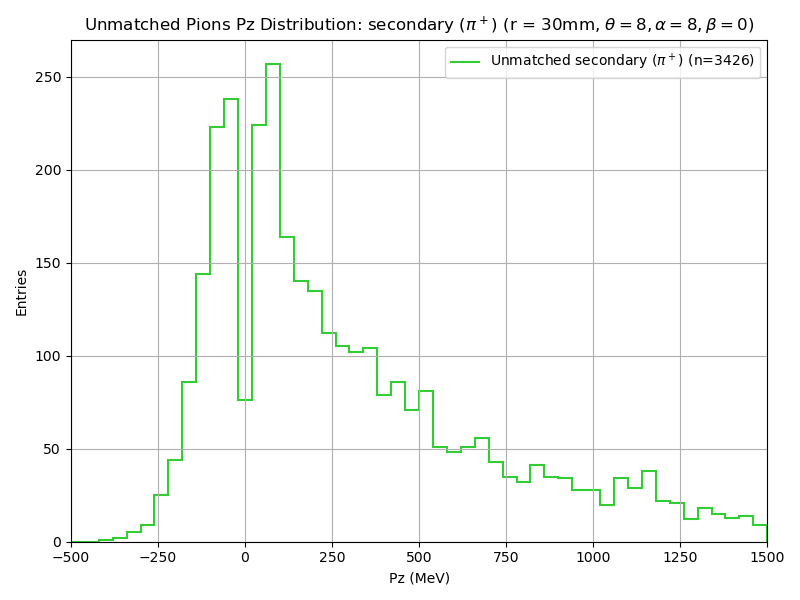 Unmatched Pions Pz Distribution: secondary (π⁺) (r = 30mm, θ = 8, α = 8, β = 0)
Unmatched secondary (π⁺) (n=3426)
250
200
150
100
50
0
Entries
−500 −250 0 250 500 750 1000 1250 1500
Pz (MeV)